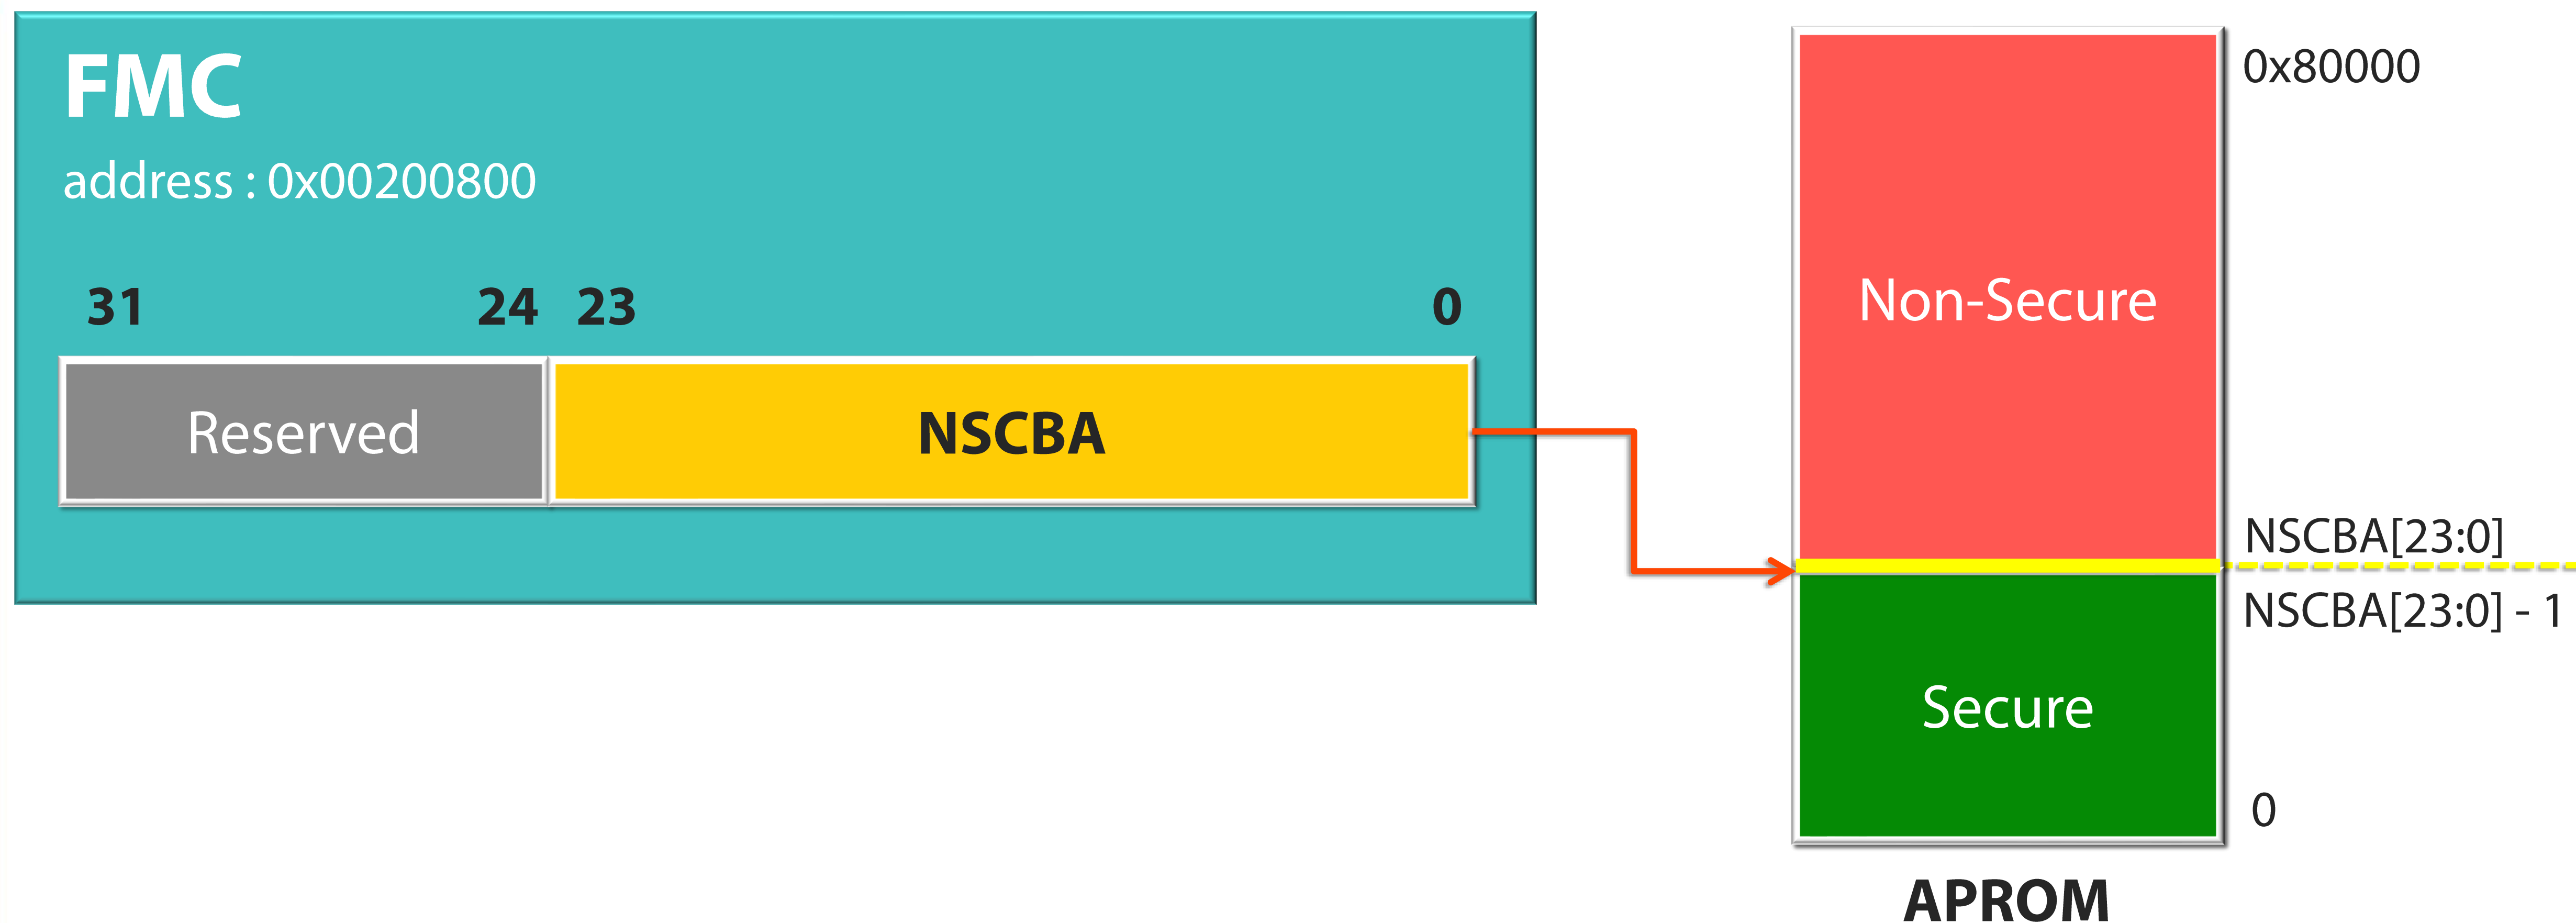 FMC
address : 0x00200800
31 24 23 0
Reserved NSCBA
0x80000
Non-Secure
NSCBA[23:0]
NSCBA[23:0] - 1
Secure
0
APROM